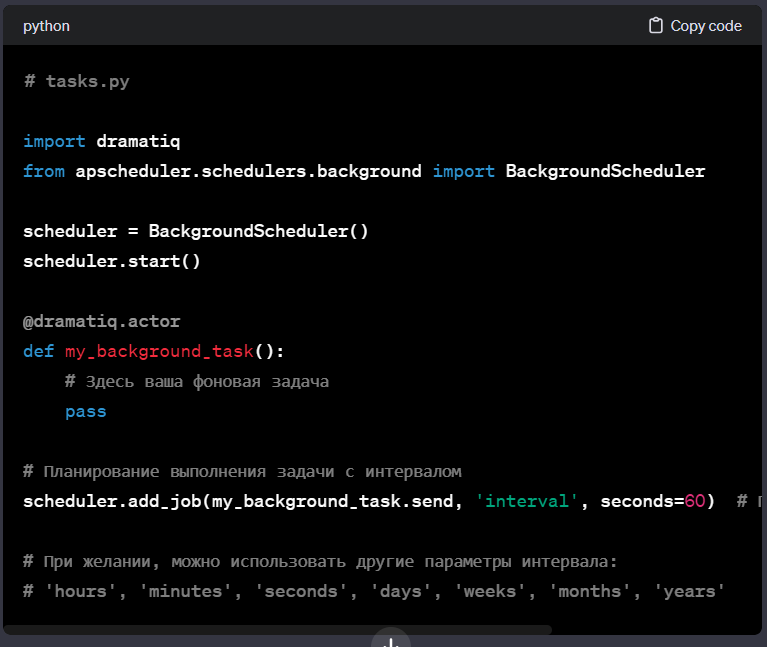 python
Copy code
# tasks.py
import dramatiq
from apscheduler.schedulers.background import BackgroundScheduler
scheduler = BackgroundScheduler()
scheduler.start()
@dramatiq.actor
def my_background_task():
# Здесь ваша фоновая задача
pass
# Планирование выполнения задачи с интервалом
scheduler.add_job(my_background_task.send, 'interval', seconds=60) #
# При желании, можно использовать другие параметры интервала:
# 'hours', 'minutes', 'seconds', 'days', 'weeks', 'months', 'years'